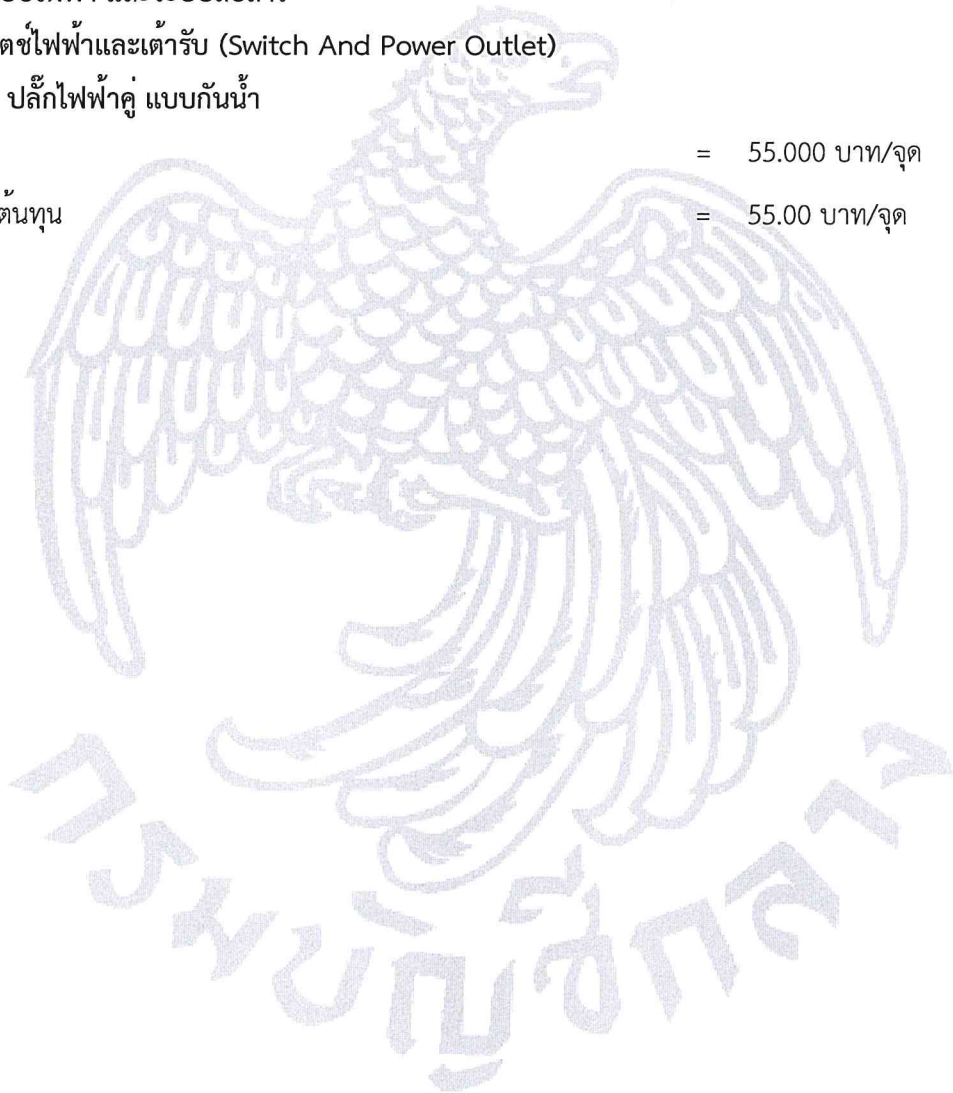 ตช์ไฟฟ้าและเต้ารับ (Switch And Power Outlet)
ปลั๊กไฟฟ้าคู่ แบบกันน้ำ
= 55.000 บาท/จุด
ต้นทุน = 55.00 บาท/จุด
กรมบัญชีกลาง